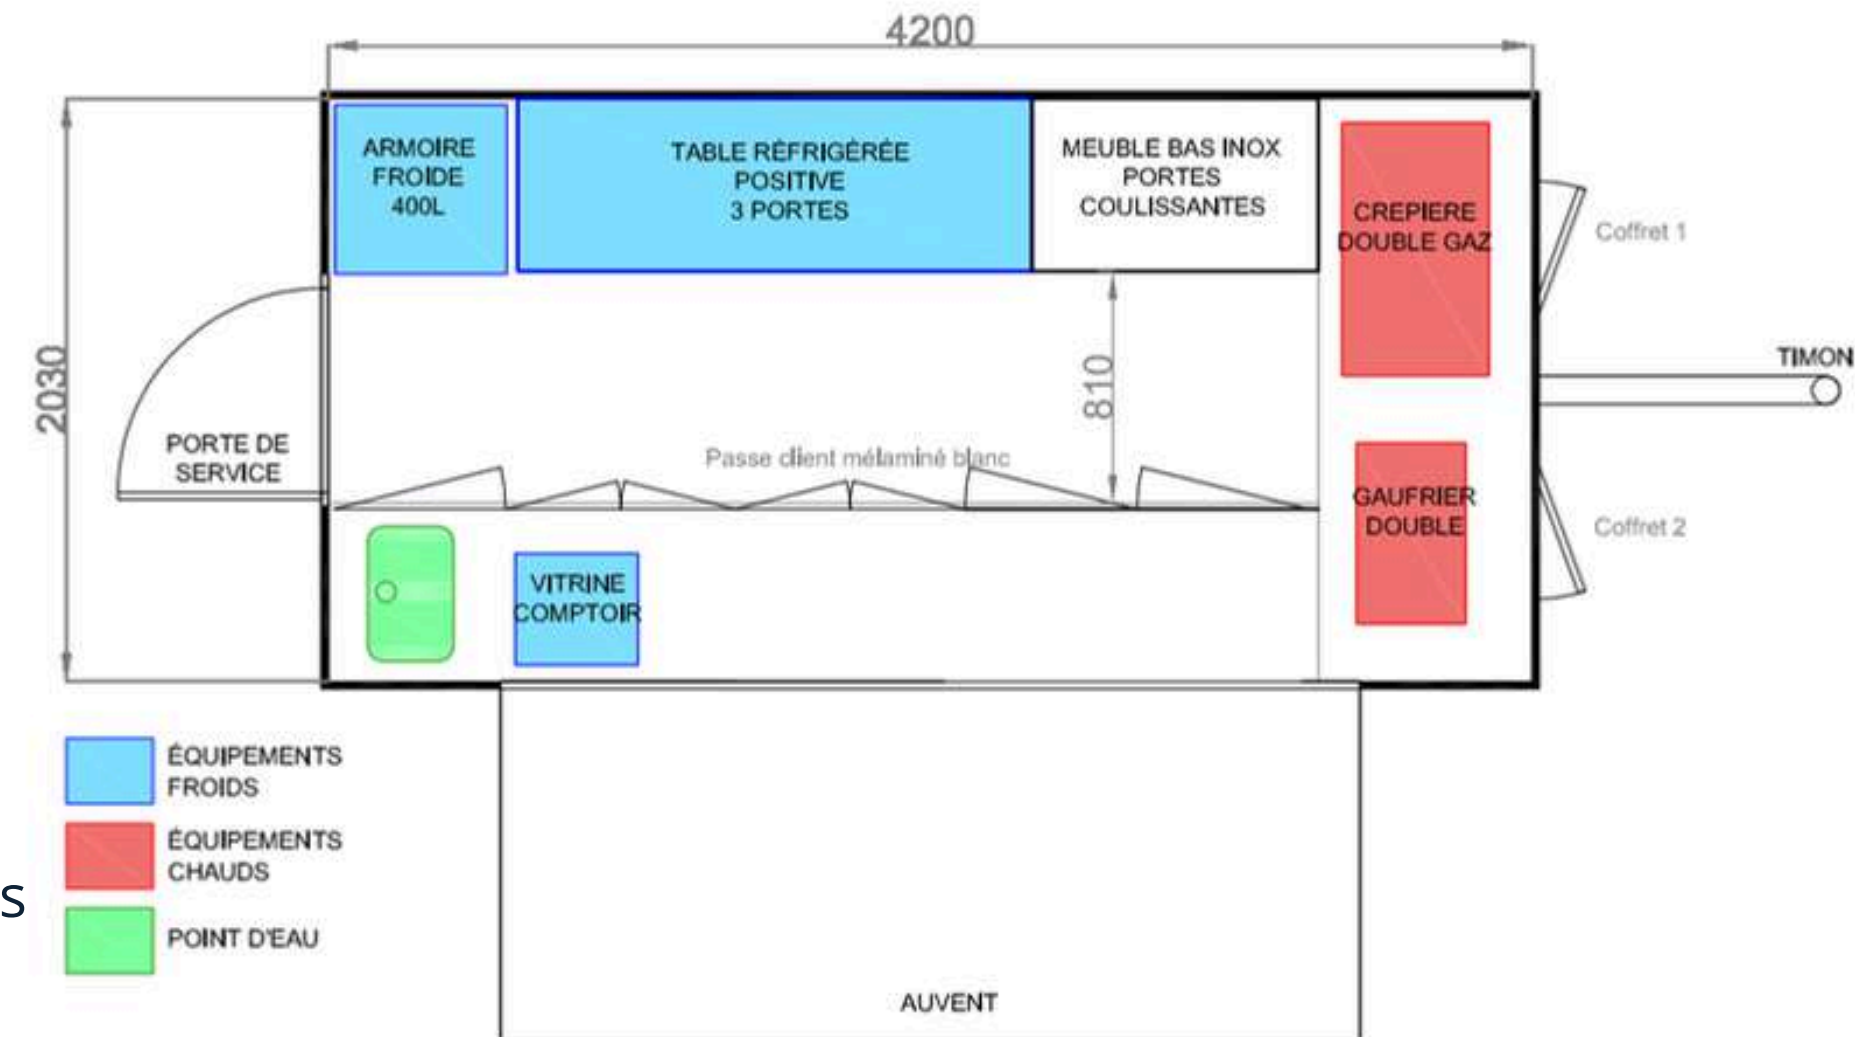 4200
ARMOIRE
FROIDE
400L
TABLE RÉFRIGÉRÉE
POSITIVE
3 PORTES
MEUBLE BAS INOX
PORTES
COULISSANTES
CREPIERE
DOUBLE GAZ
Coffret 1
TIMON
2030
810
PORTE DE
SERVICE
Passe client mélaminé blanc
GAUFRIER
DOUBLE
Coffret 2
VITRINE
COMPTOIR
ÉQUIPEMENTS
FROIDS
ÉQUIPEMENTS
CHAUDS
s
POINT D'EAU
AUVENT